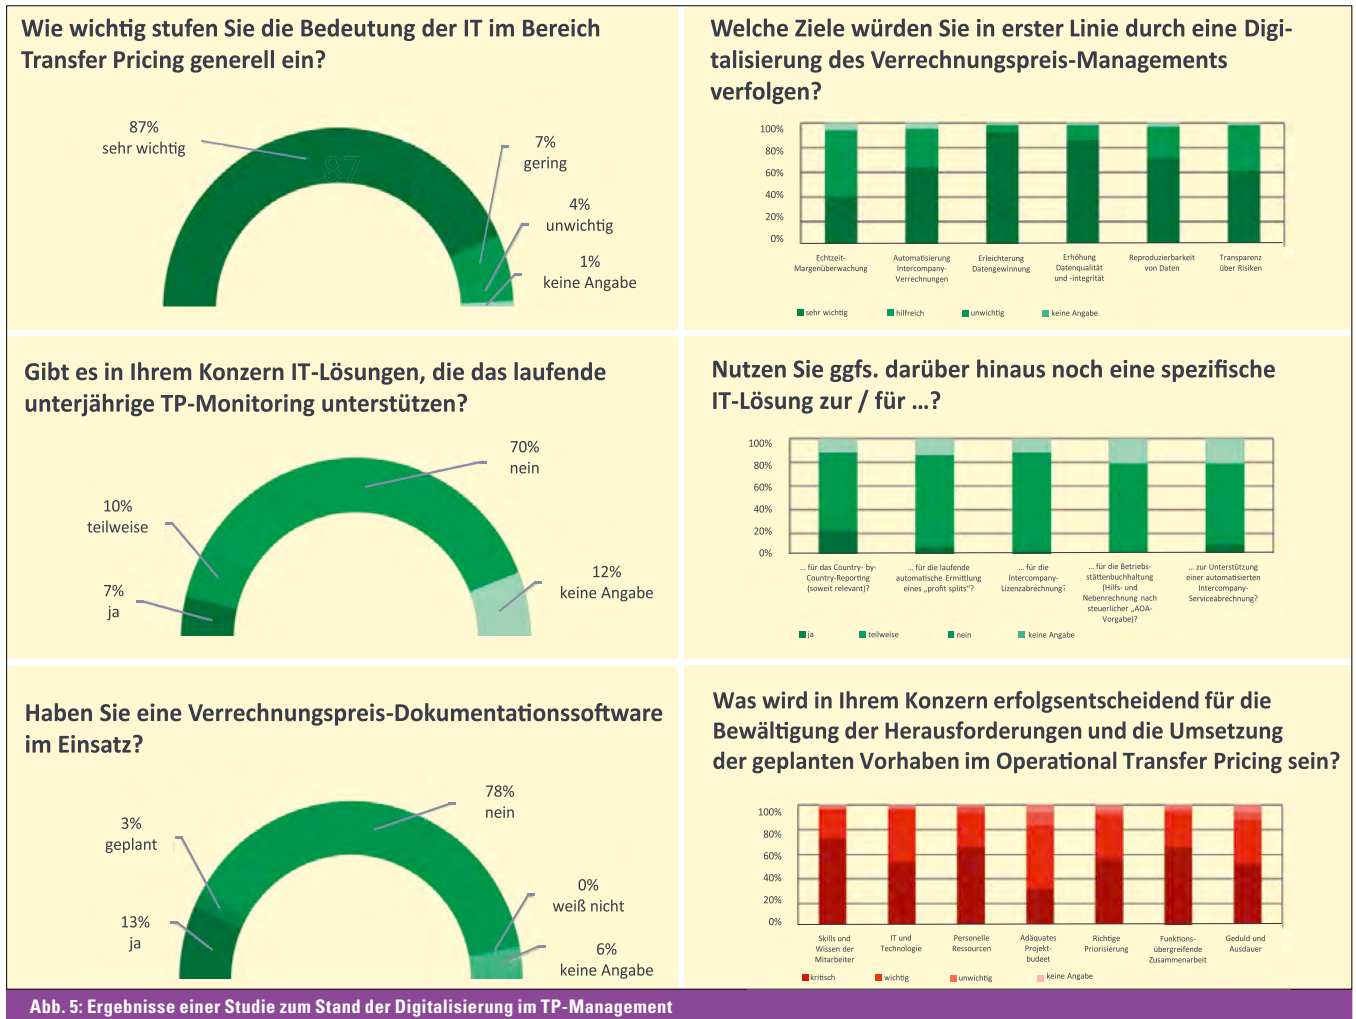 Wie wichtig stufen Sie die Bedeutung der IT im Bereich
Transfer Pricing generell ein?
87%
sehr wichtig
87
7%
gering
4%
unwichtig
1%
keine Angabe
Welche Ziele würden Sie in erster Linie durch eine Digi-
talisierung des Verrechnungspreis-Managements
verfolgen?
100%
80%
60%
40%
20%
0%
Echtzeit-
Margenüberwachung
Automatisierung
Intercompany-
Verrechnungen
Erleichterung
Datengewinnung
Erhöhung
Datenqualität
und -integrität
Reproduzierbarkeit
von Daten
Transparenz
über Risiken
sehr wichtig
hilfreich
unwichtig
keine Angabe
Gibt es in Ihrem Konzern IT-Lösungen, die das laufende
unterjährige TP-Monitoring unterstützen?
70%
nein
10%
teilweise
7%
ja
12%
keine Angabe
Nutzen Sie ggfs. darüber hinaus noch eine spezifische
IT-Lösung zur / für ...?
100%
80%
60%
40%
20%
0%
... für das Country- by-
Country-Reporting
(soweit relevant)?
... für die laufende
automatische Ermittlung
eines „profit splits“?
... für die
Intercompany-
Lizenzabrechnung?
... für die Betriebs-
stättenbuchhaltung
(Hilfs- und
Nebenrechnung nach
steuerlicher „AOA-
Vorgabe)?
... zur Unterstützung
einer automatisierten
Intercompany-
Serviceabrechnung?
ja
teilweise
nein
keine Angabe
Haben Sie eine Verrechnungspreis-Dokumentationssoftware
im Einsatz?
78%
nein
3%
geplant
13%
ja
0%
weiß nicht
6%
keine Angabe
Was wird in Ihrem Konzern erfolgsentscheidend für die
Bewältigung der Herausforderungen und die Umsetzung
der geplanten Vorhaben im Operational Transfer Pricing sein?
100%
80%
60%
40%
20%
0%
Skills und
Wissen der
Mitarbeiter
IT und
Technologie
Personelle
Ressourcen
Adäquates
Projekt-
budeet
Richtige
Priorisierung
Funktions-
übergreifende
Zusammenarbeit
Geduld und
Ausdauer
kritisch
wichtig
unwichtig
keine Angabe
Abb. 5: Ergebnisse einer Studie zum Stand der Digitalisierung im TP-Management